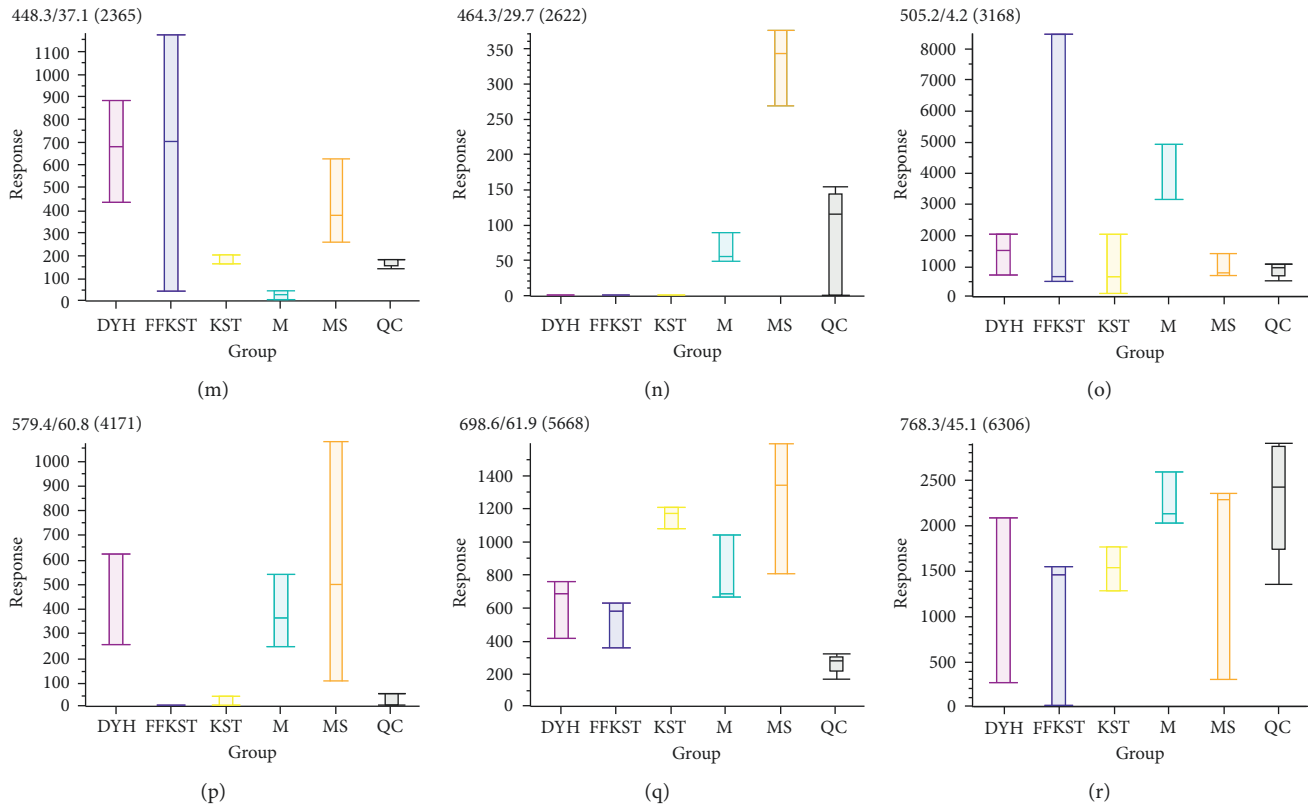 448.3/37.1 (2365)
1100
1000
900
800
700
600
500
400
300
200
100
0
Response
DYH FFKST KST M MS QC
Group
(m)
464.3/29.7 (2622)
350
300
250
200
150
100
50
0
Response
DYH FFKST KST M MS QC
Group
(n)
505.2/4.2 (3168)
8000
7000
6000
5000
4000
3000
2000
1000
0
Response
DYH FFKST KST M MS QC
Group
(o)
579.4/60.8 (4171)
1000
900
800
700
600
500
400
300
200
100
0
Response
DYH FFKST KST M MS QC
Group
(p)
698.6/61.9 (5668)
1400
1200
1000
800
600
400
200
0
Response
DYH FFKST KST M MS QC
Group
(q)
768.3/45.1 (6306)
2500
2000
1500
1000
500
0
Response
DYH FFKST KST M MS QC
Group
(r)